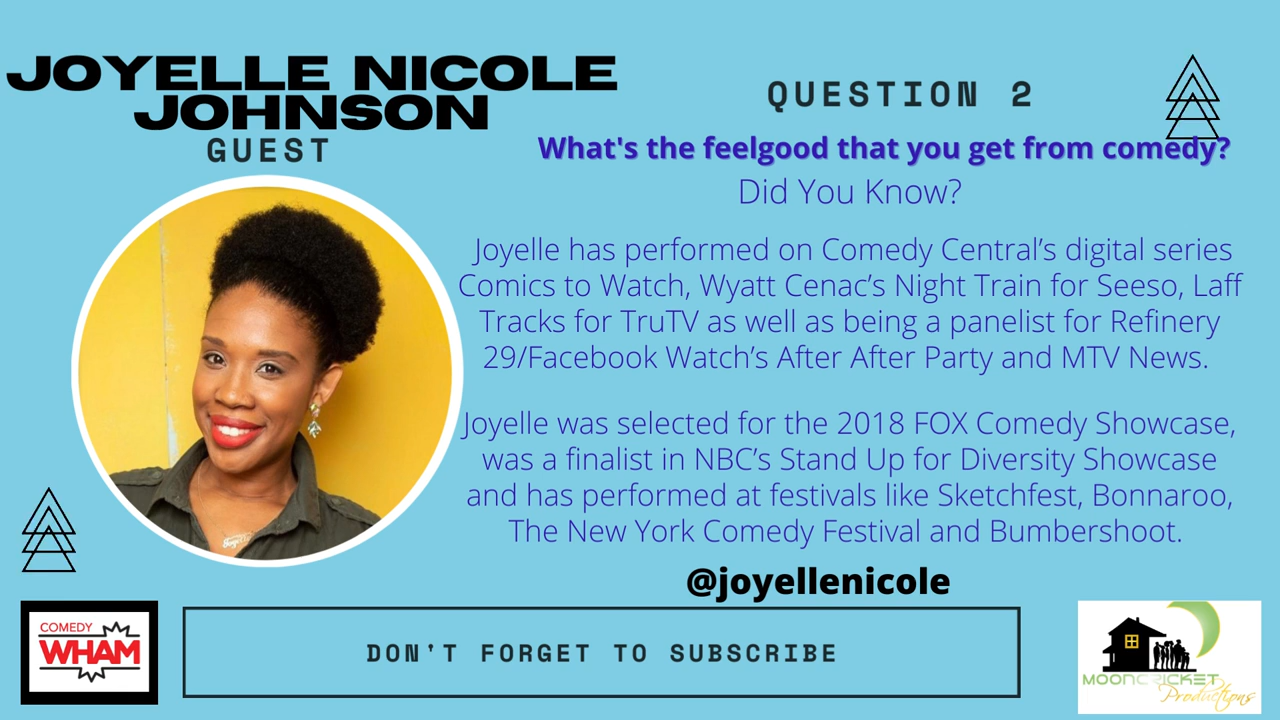 JOYELLE NICOLE
JOHNSON
GUEST
QUESTION 2
What's the feelgood that you get from comedy?
Did You Know?
Joyelle has performed on Comedy Central’s digital series
Comics to Watch, Wyatt Cenac’s Night Train for Seeso, Laff
Tracks for TruTV as well as being a panelist for Refinery
29/Facebook Watch’s After After Party and MTV News.
Joyelle was selected for the 2018 FOX Comedy Showcase,
was a finalist in NBC’s Stand Up for Diversity Showcase
and has performed at festivals like Sketchfest, Bonnaroo,
The New York Comedy Festival and Bumbershoot.
@joyellenicole
COMEDY
WHAM
DON'T FORGET TO SUBSCRIBE
MOONCRICKET
Productions